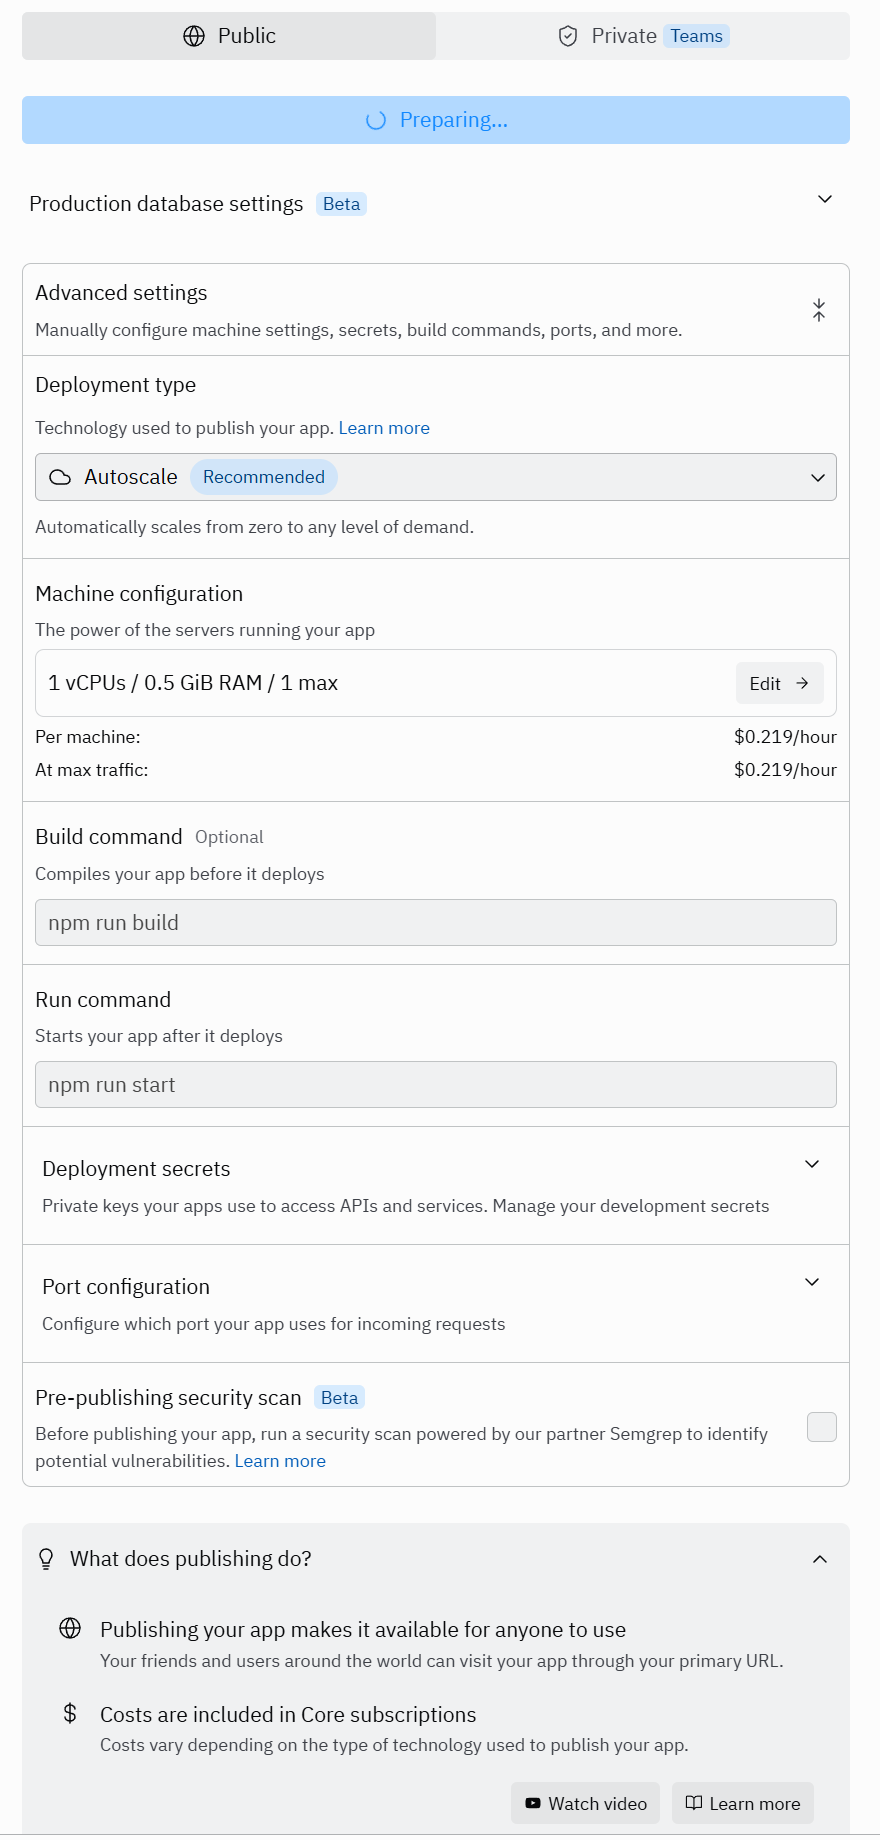 Public
Private Teams
Preparing...
Production database settings Beta
Advanced settings
Manually configure machine settings, secrets, build commands, ports, and more.
Deployment type
Technology used to publish your app. Learn more
Autoscale Recommended
Automatically scales from zero to any level of demand.
Machine configuration
The power of the servers running your app
1 vCPUs / 0.5 GiB RAM / 1 max
Edit
Per machine: $0.219/hour
At max traffic: $0.219/hour
Build command Optional
Compiles your app before it deploys
npm run build
Run command
Starts your app after it deploys
npm run start
Deployment secrets
Private keys your apps use to access APIs and services. Manage your development secrets
Port configuration
Configure which port your app uses for incoming requests
Pre-publishing security scan Beta
Before publishing your app, run a security scan powered by our partner Semgrep to identify
potential vulnerabilities. Learn more
What does publishing do?
Publishing your app makes it available for anyone to use
Your friends and users around the world can visit your app through your primary URL.
$ Costs are included in Core subscriptions
Costs vary depending on the type of technology used to publish your app.
Watch video
Learn more